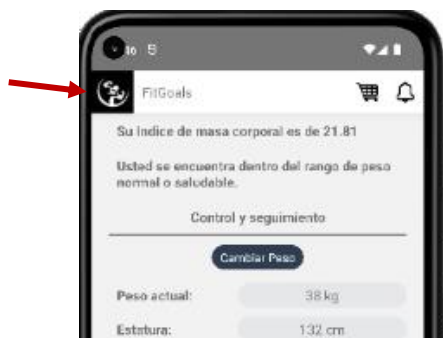 FitGoals
Su Indice de masa corporal es de 21.81
Usted se encuentra dentro del rango de peso
normal o saludable.
Control y seguimiento
Cambiar Peso
Peso actual: 38 kg
Estatura: 132 cm